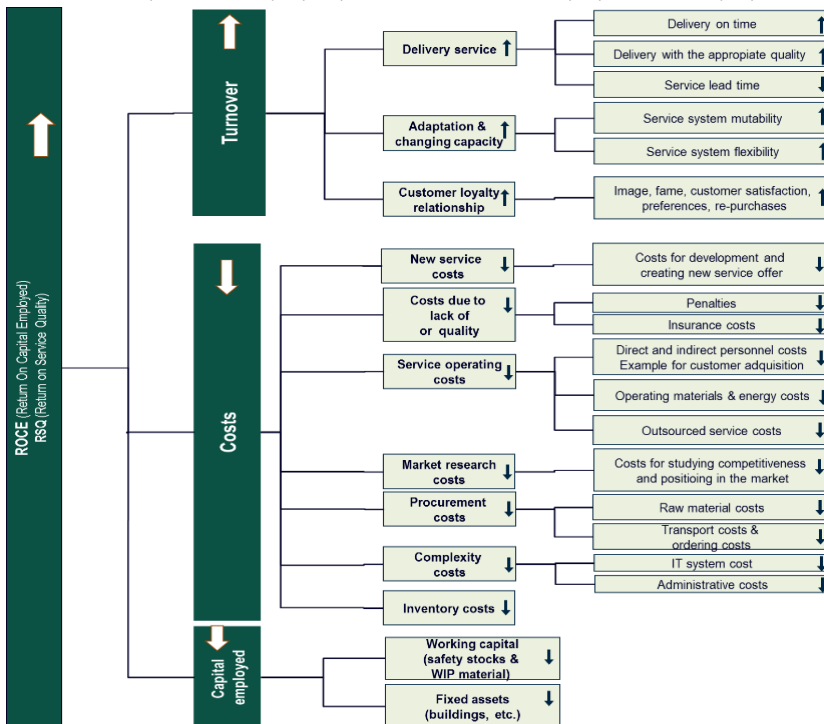 ROCE (Return On Capital Employed)
RSQ (Return on Service Quality)
Turnover
Delivery service
Delivery on time
Delivery with the appropiate quality
Service lead time
Adaptation &
changing capacity
Service system mutability
Service system flexibility
Customer loyalty
relationship
Image, fame, customer satisfaction,
preferences, re-purchases
Costs
New service
costs
Costs for development and
creating new service offer
Costs due to
lack of
or quality
Penalties
Insurance costs
Service operating
costs
Direct and indirect personnel costs
Example for customer adquisition
Operating materials & energy costs
Outsourced service costs
Market research
costs
Costs for studying competitiveness
and positioing in the market
Procurement
costs
Raw material costs
Transport costs &
ordering costs
Complexity
costs
IT system cost
Administrative costs
Inventory costs
Capital
employed
Working capital
(safety stocks &
WIP material)
Fixed assets
(buildings, etc.)